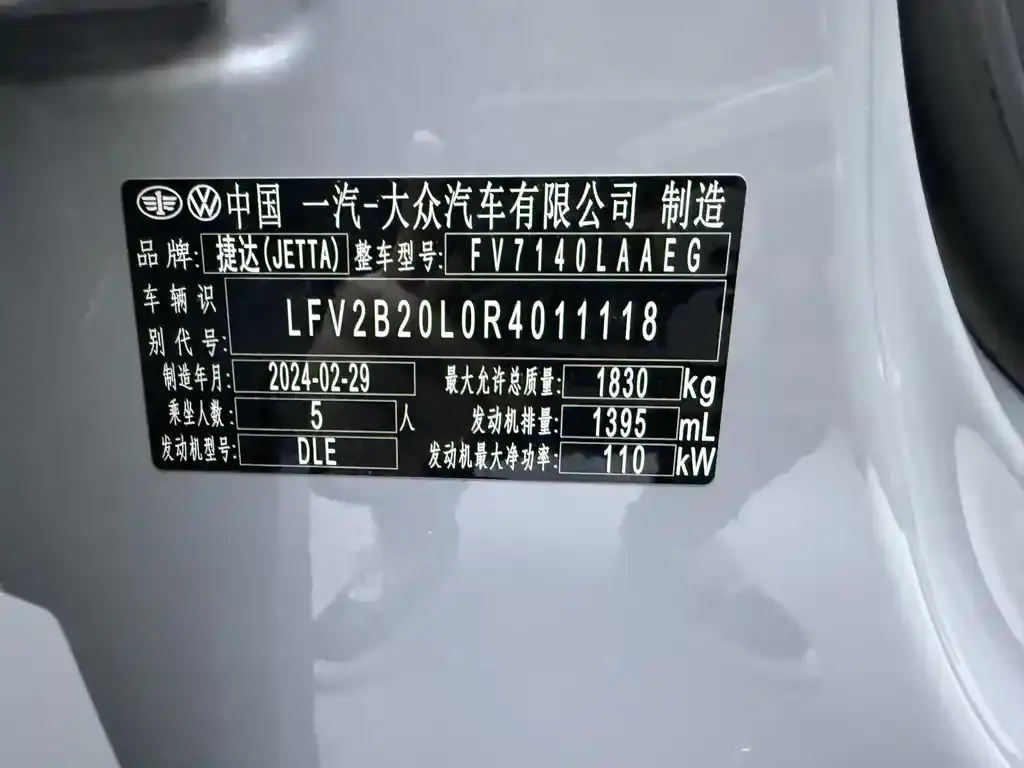 中国 一汽-大众汽车有限公司 制造
品牌: 捷达(JETTA) 整车型号: FV7140LAAEG
车辆识别代号: LFV2B20L0R4011118
制造年月: 2024-02-29 最大允许总质量: 1830 kg
乘坐人数: 5 人 发动机排量: 1395 mL
发动机型号: DLE 发动机最大净功率: 110 kW